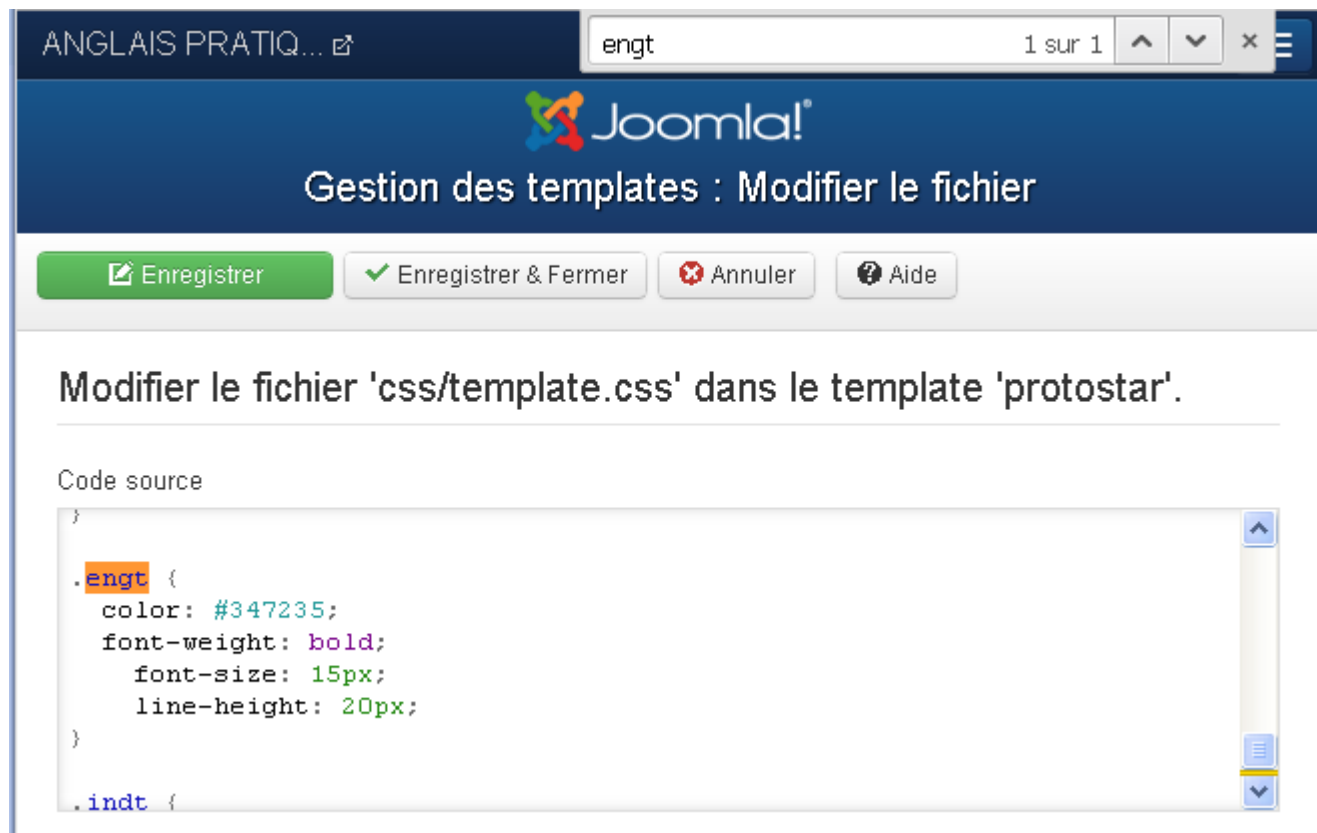 ANGLAIS PRATIQ...
engt 1 sur 1
Joomla!®
Gestion des templates : Modifier le fichier
Enregistrer Enregistrer & Fermer Annuler Aide
Modifier le fichier 'css/template.css' dans le template 'protostar'.
Code source
}
.engt {
color: #347235;
font-weight: bold;
font-size: 15px;
line-height: 20px;
}
.indt {